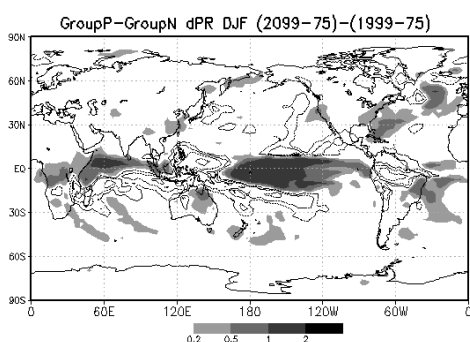 GroupP-GroupN dPR DJF (2099-75)-(1999-75)
90N
60N
30N
EQ
30S
60S
90S
0 60E 120E 180 120W 60W 0
0.2 0.5 1 2